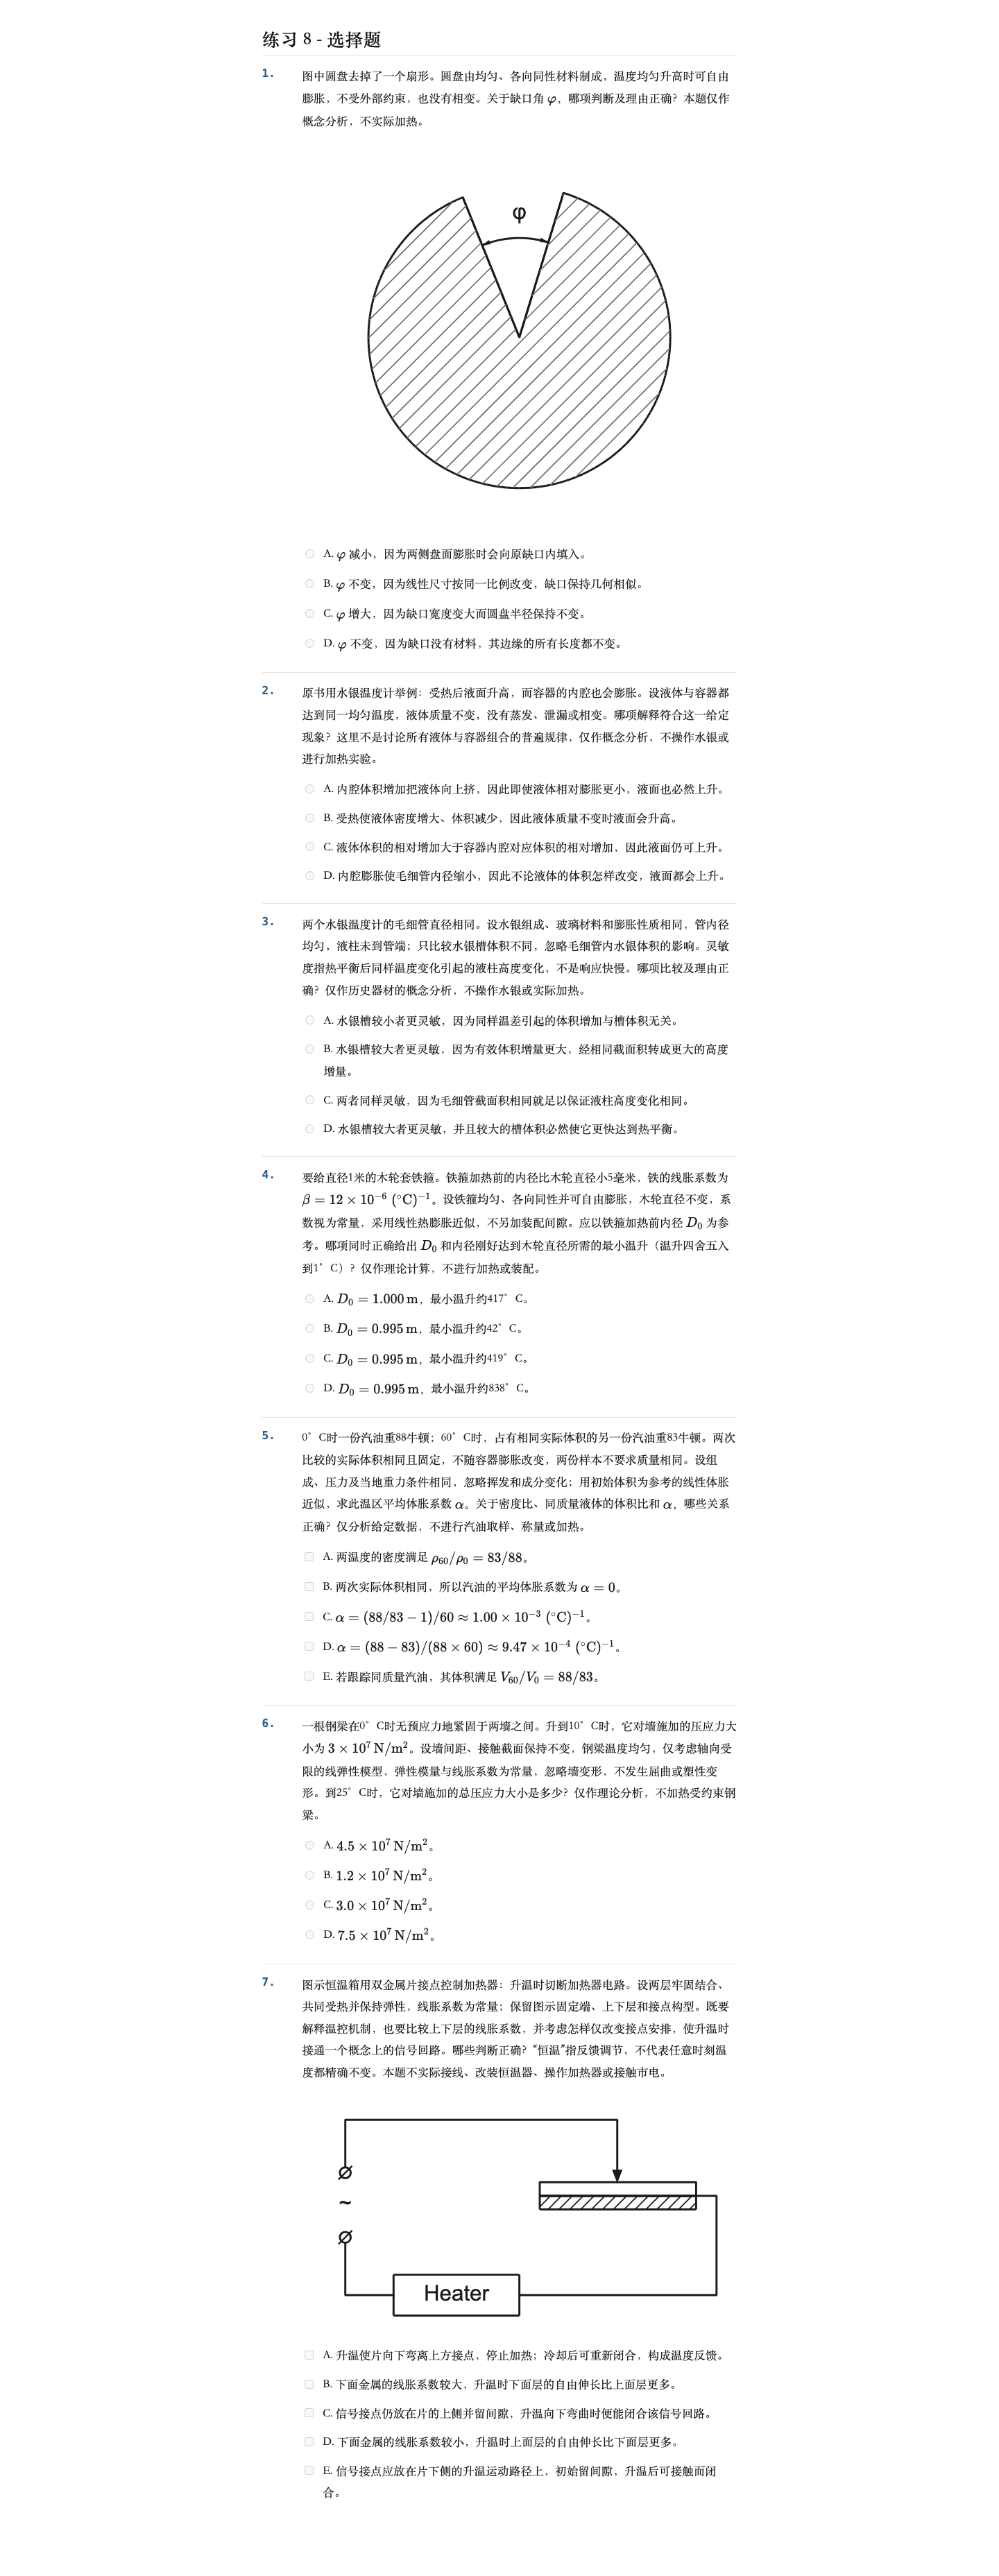 练习 8 - 选择题
1.
图中圆盘去掉了一个扇形。圆盘由均匀、各向同性材料制成，温度均匀升高时可自由
膨胀，不受外部约束，也没有相变。关于缺口角 φ，哪项判断及理由正确？本题仅作
概念分析，不实际加热。
φ
A. φ 减小，因为两侧盘面膨胀时会向原缺口内填入。
B. φ 不变，因为线性尺寸按同一比例改变，缺口保持几何相似。
C. φ 增大，因为缺口宽度变大而圆盘半径保持不变。
D. φ 不变，因为缺口没有材料，其边缘的所有长度都不变。
2.
原书用水银温度计举例：受热后液面升高，而容器的内腔也会膨胀。设液体与容器都
达到同一均匀温度，液体质量不变，没有蒸发、泄漏或相变。哪项解释符合这一给定
现象？这里不是讨论所有液体与容器组合的普遍规律，仅作概念分析，不操作水银或
进行加热实验。
A. 内腔体积增加把液体向上挤，因此即使液体相对膨胀更小，液面也必然上升。
B. 受热使液体密度增大、体积减少，因此液体质量不变时液面会升高。
C. 液体体积的相对增加大于容器内腔对应体积的相对增加，因此液面仍可上升。
D. 内腔膨胀使毛细管内径缩小，因此不论液体的体积怎样改变，液面都会上升。
3.
两个水银温度计的毛细管直径相同。设水银组成、玻璃材料和膨胀性质相同，管内径
均匀，液柱未到管端；只比较水银槽体积不同，忽略毛细管内水银体积的影响。灵敏
度指热平衡后同样温度变化引起的液柱高度变化，不是响应快慢。哪项比较及理由正
确？仅作历史器材的概念分析，不操作水银或实际加热。
A. 水银槽较小者更灵敏，因为同样温差引起的体积增加与槽体积无关。
B. 水银槽较大者更灵敏，因为有效体积增量更大，经相同截面积转成更大的高度
增量。
C. 两者同样灵敏，因为毛细管截面积相同就足以保证液柱高度变化相同。
D. 水银槽较大者更灵敏，并且较大的槽体积必然使它更快达到热平衡。
4.
要给直径1米的木轮套铁箍。铁箍加热前的内径比木轮直径小5毫米，铁的线胀系数为
β = 12 × 10⁻⁶ (°C)⁻¹。设铁箍均匀、各向同性并可自由膨胀，木轮直径不变，系
数视为常量，采用线性热膨胀近似，不另加装配间隙。应以铁箍加热前内径 D₀ 为参
考。哪项同时正确给出 D₀ 和内径刚好达到木轮直径所需的最小温升（温升四舍五入
到1°C）？仅作理论计算，不进行加热或装配。
A. D₀ = 1.000 m，最小温升约417°C。
B. D₀ = 0.995 m，最小温升约42°C。
C. D₀ = 0.995 m，最小温升约419°C。
D. D₀ = 0.995 m，最小温升约838°C。
5.
0°C时一份汽油重88牛顿；60°C时，占有相同实际体积的另一份汽油重83牛顿。两次
比较的实际体积相同且固定，不随容器膨胀改变，两份样本不要求质量相同。设组
成、压力及当地重力条件相同，忽略挥发和成分变化；用初始体积为参考的线性体胀
近似，求此温区平均体胀系数 α。关于密度比、同质量液体的体积比和 α，哪些关系
正确？仅分析给定数据，不进行汽油取样、称量或加热。
A. 两温度的密度满足 ρ₆₀/ρ₀ = 83/88。
B. 两次实际体积相同，所以汽油的平均体胀系数为 α = 0。
C. α = (88/83 − 1)/60 ≈ 1.00 × 10⁻³ (°C)⁻¹。
D. α = (88 − 83)/(88 × 60) ≈ 9.47 × 10⁻⁴ (°C)⁻¹。
E. 若跟踪同质量汽油，其体积满足 V₆₀/V₀ = 88/83。
6.
一根钢梁在0°C时无预应力地紧固于两墙之间。升到10°C时，它对墙施加的压应力大
小为 3 × 10⁷ N/m²。设墙间距、接触截面保持不变，钢梁温度均匀，仅考虑轴向受
限的线弹性模型，弹性模量与线胀系数为常量，忽略墙变形，不发生屈曲或塑性变
形。到25°C时，它对墙施加的总压应力大小是多少？仅作理论分析，不加热受约束钢
梁。
A. 4.5 × 10⁷ N/m²。
B. 1.2 × 10⁷ N/m²。
C. 3.0 × 10⁷ N/m²。
D. 7.5 × 10⁷ N/m²。
7.
图示恒温箱用双金属片接点控制加热器：升温时切断加热器电路。设两层牢固结合、
共同受热并保持弹性，线胀系数为常量；保留图示固定端、上下层和接点构型。既要
解释温控机制，也要比较上下层的线胀系数，并考虑怎样仅改变接点安排，使升温时
接通一个概念上的信号回路。哪些判断正确？“恒温”指反馈调节，不代表任意时刻温
度都精确不变。本题不实际接线、改装恒温器、操作加热器或接触市电。
~
Heater
A. 升温使片向下弯离上方接点，停止加热；冷却后可重新闭合，构成温度反馈。
B. 下面金属的线胀系数较大，升温时下面层的自由伸长比上面层更多。
C. 信号接点仍放在片的上侧并留间隙，升温向下弯曲时便能闭合该信号回路。
D. 下面金属的线胀系数较小，升温时上面层的自由伸长比下面层更多。
E. 信号接点应放在片下侧的升温运动路径上，初始留间隙，升温后可接触而闭
合。